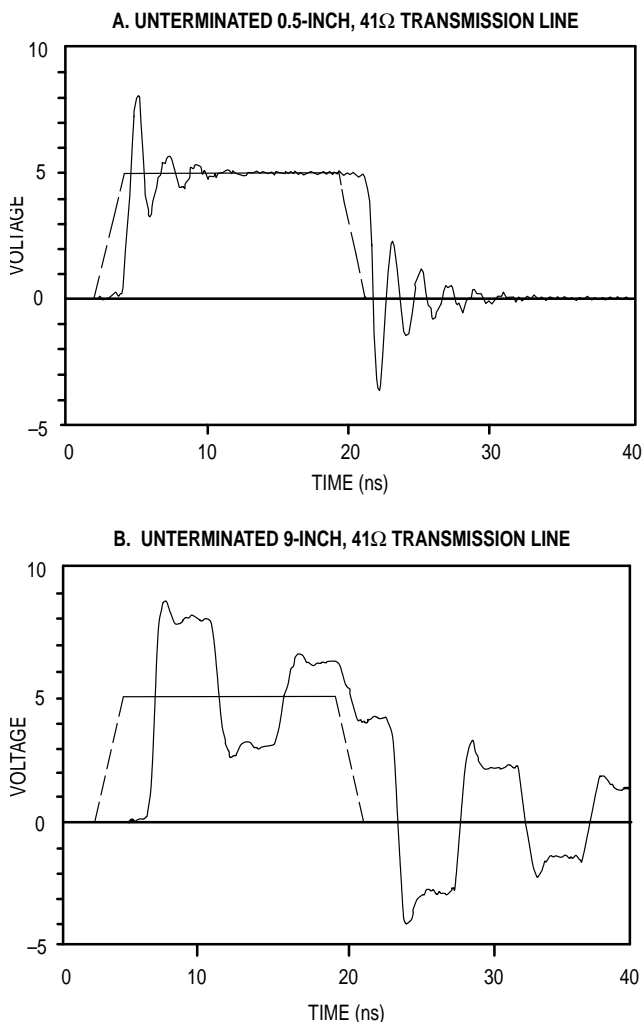 A. UNTERMINATED 0.5-INCH, 41Ω TRANSMISSION LINE
10
5
0
–5
VOLTAGE
0 10 20 30 40
TIME (ns)
B. UNTERMINATED 9-INCH, 41Ω TRANSMISSION LINE
10
5
0
–5
VOLTAGE
0 10 20 30 40
TIME (ns)